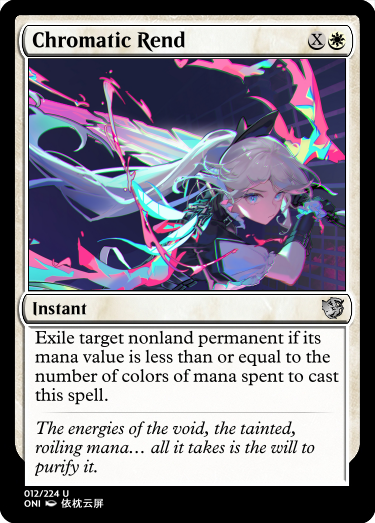 Chromatic Rend X
Instant
Exile target nonland permanent if its
mana value is less than or equal to the
number of colors of mana spent to cast
this spell.
The energies of the void, the tainted,
roiling mana… all it takes is the will to
purify it.
012/224 U
ONI 依枕云屏